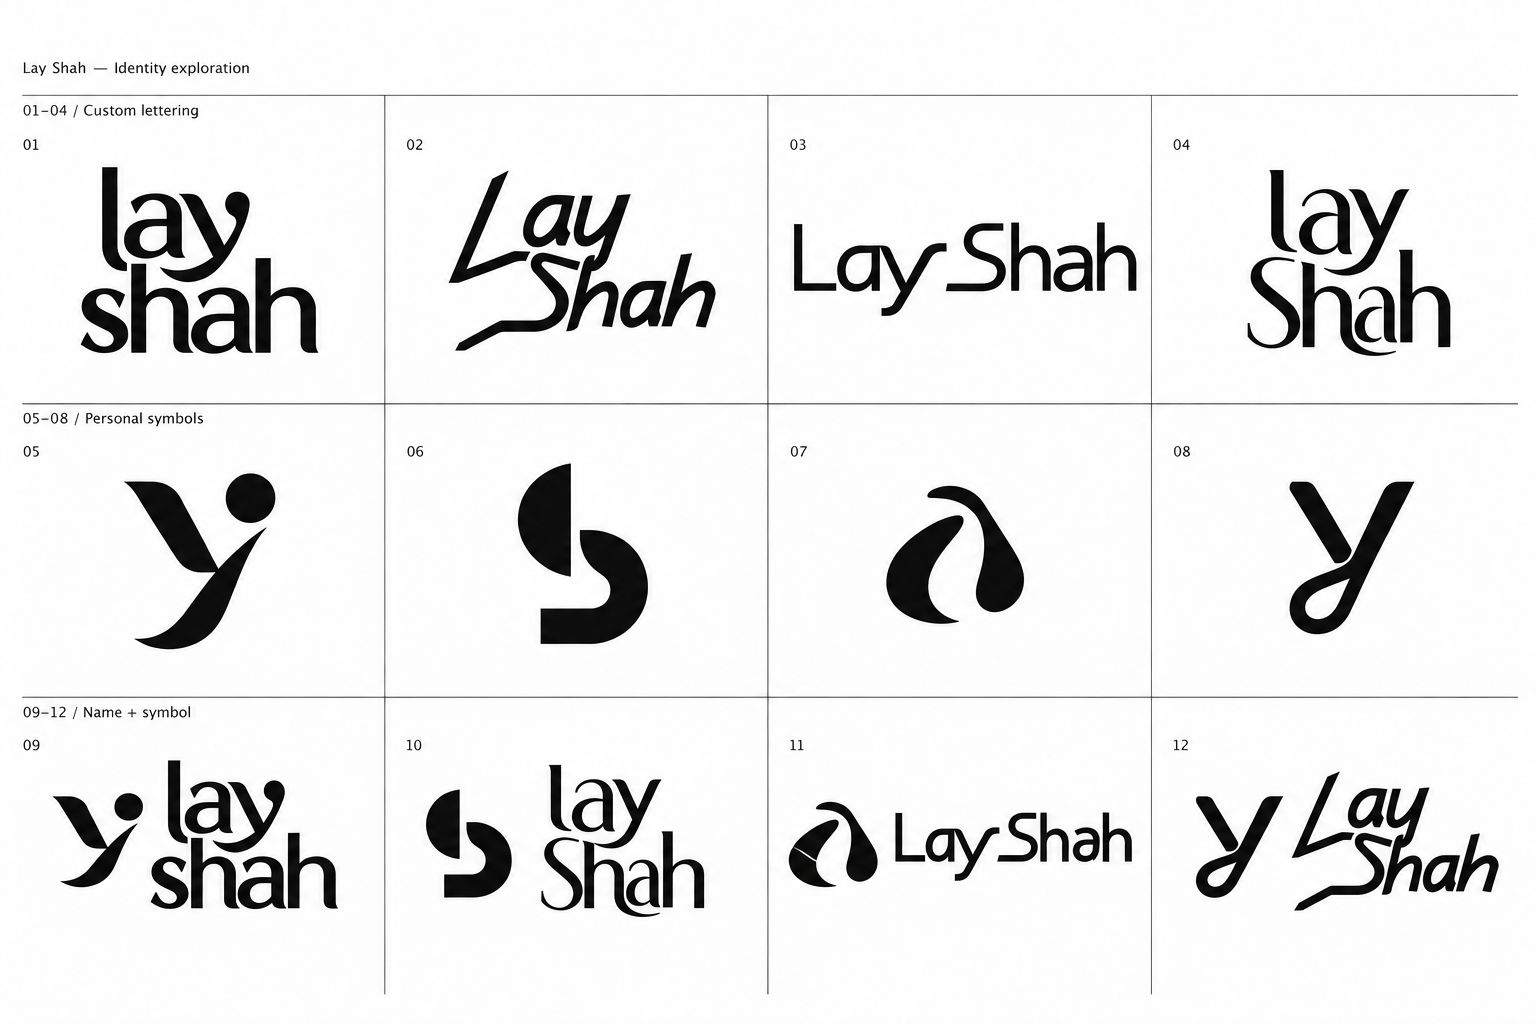 Lay Shah — Identity exploration
01–04 / Custom lettering
01
lay
shah
02
Lay
Shah
03
Lay Shah
04
lay
Shah
05–08 / Personal symbols
05
06
07
08
09–12 / Name + symbol
09
lay
shah
10
lay
Shah
11
Lay Shah
12
Lay
Shah